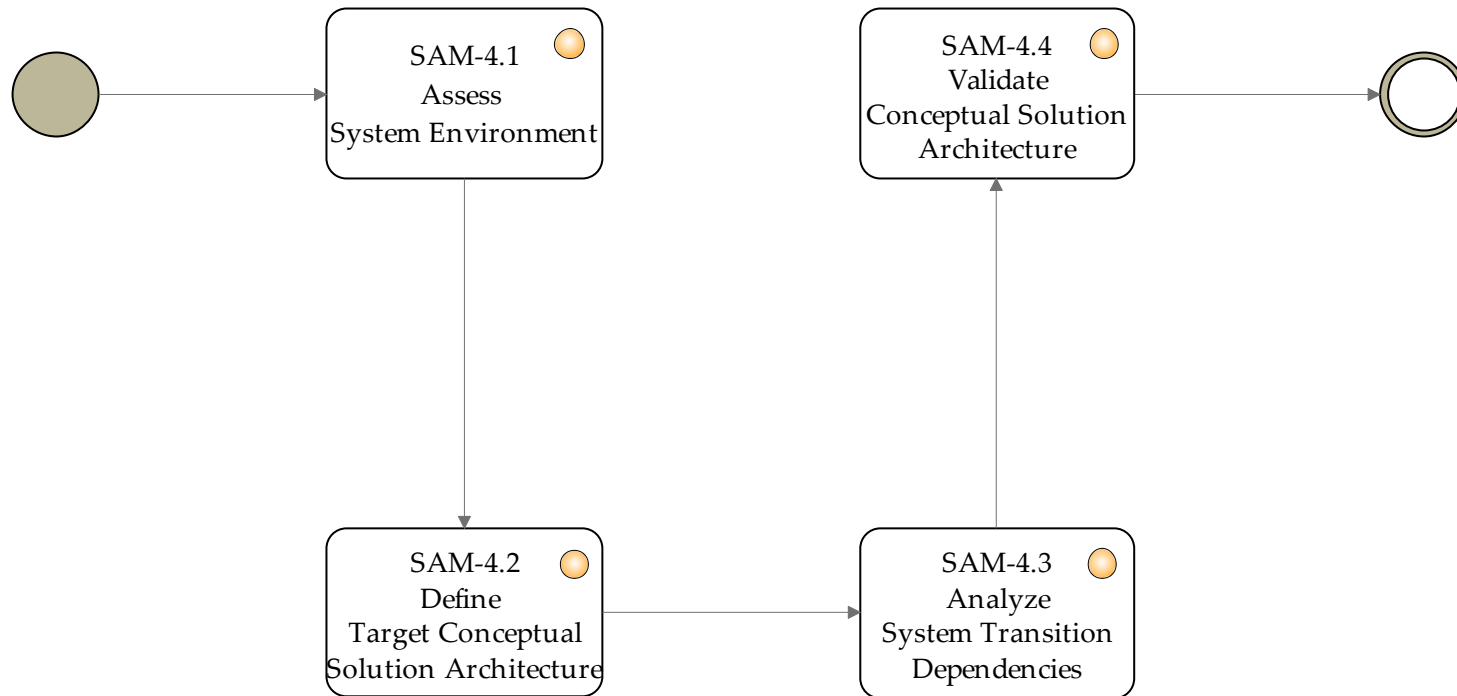 SAM-4.1
Assess
System Environment
SAM-4.4
Validate
Conceptual Solution
Architecture
SAM-4.2
Define
Target Conceptual
Solution Architecture
SAM-4.3
Analyze
System Transition
Dependencies